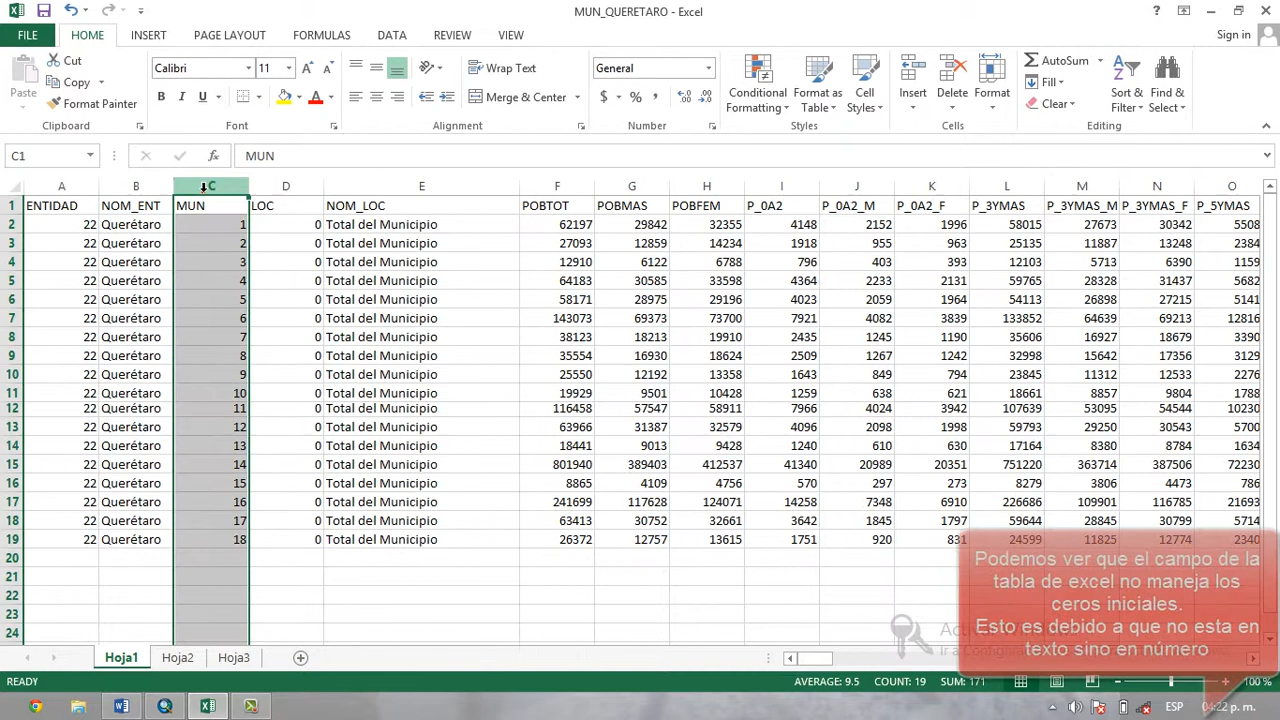 MUN_QUERETARO - Excel
FILE HOME INSERT PAGE LAYOUT FORMULAS DATA REVIEW VIEW Sign in
Paste Cut Copy Format Painter Clipboard
Calibri 11 B I U A Font
Wrap Text Merge & Center Alignment
General $ % , Number
Conditional Formatting Format as Table Cell Styles Styles
Insert Delete Format Cells
AutoSum Fill Clear Sort & Filter Find & Select Editing
C1 fx MUN
A B C D E F G H I J K L M N O
1 ENTIDAD NOM_ENT MUN LOC NOM_LOC POBTOT POBMAS POBFEM P_0A2 P_0A2_M P_0A2_F P_3YMAS P_3YMAS_M P_3YMAS_F P_5YMAS
2 22 Querétaro 1 0 Total del Municipio 62197 29842 32355 4148 2152 1996 58015 27673 30342 5508
3 22 Querétaro 2 0 Total del Municipio 27093 12859 14234 1918 955 963 25135 11887 13248 2384
4 22 Querétaro 3 0 Total del Municipio 12910 6122 6788 796 403 393 12103 5713 6390 1159
5 22 Querétaro 4 0 Total del Municipio 64183 30585 33598 4364 2233 2131 59765 28328 31437 5682
6 22 Querétaro 5 0 Total del Municipio 58171 28975 29196 4023 2059 1964 54113 26898 27215 5141
7 22 Querétaro 6 0 Total del Municipio 143073 69373 73700 7921 4082 3839 133852 64639 69213 12816
8 22 Querétaro 7 0 Total del Municipio 38123 18213 19910 2435 1245 1190 35606 16927 18679 3390
9 22 Querétaro 8 0 Total del Municipio 35554 16930 18624 2509 1267 1242 32998 15642 17356 3129
10 22 Querétaro 9 0 Total del Municipio 25550 12192 13358 1643 849 794 23845 11312 12533 2276
11 22 Querétaro 10 0 Total del Municipio 19929 9501 10428 1259 638 621 18661 8857 9804 1788
12 22 Querétaro 11 0 Total del Municipio 116458 57547 58911 7966 4024 3942 107639 53095 54544 10230
13 22 Querétaro 12 0 Total del Municipio 63966 31387 32579 4096 2098 1998 59793 29250 30543 5700
14 22 Querétaro 13 0 Total del Municipio 18441 9013 9428 1240 610 630 17164 8380 8784 1634
15 22 Querétaro 14 0 Total del Municipio 801940 389403 412537 41340 20989 20351 751220 363714 387506 72230
16 22 Querétaro 15 0 Total del Municipio 8865 4109 4756 570 297 273 8279 3806 4473 786
17 22 Querétaro 16 0 Total del Municipio 241699 117628 124071 14258 7348 6910 226686 109901 116785 21693
18 22 Querétaro 17 0 Total del Municipio 63413 30752 32661 3642 1845 1797 59644 28845 30799 5714
19 22 Querétaro 18 0 Total del Municipio 26372 12757 13615 1751 920 831 24599 11825 12774 2340
20
21
22
23
24
Podemos ver que el campo de la
tabla de excel no maneja los
ceros iniciales.
Esto es debido a que no esta en
texto sino en número
Hoja1 Hoja2 Hoja3
READY AVERAGE: 9.5 COUNT: 19 SUM: 171 100%
ESP 04:22 p. m.